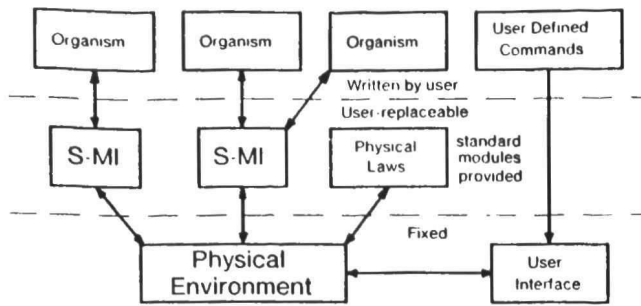 Organism
Organism
Organism
User Defined
Commands
Written by user
User-replaceable
S-MI
S-MI
Physical
Laws
standard
modules
provided
Fixed
Physical
Environment
User
Interface